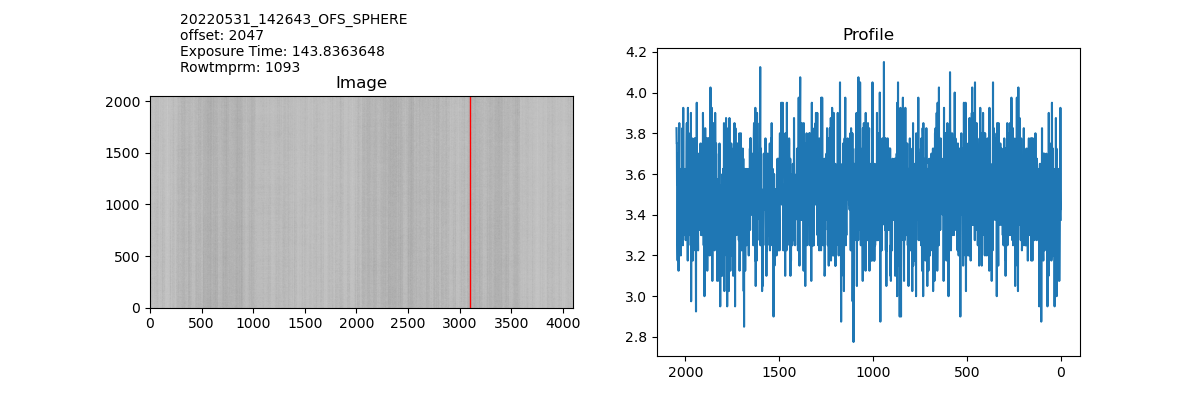 20220531_142643_OFS_SPHERE
offset: 2047
Exposure Time: 143.8363648
Rowtmprm: 1093
Image
2000
1500
1000
500
0
0 500 1000 1500 2000 2500 3000 3500 4000
Profile
4.2
4.0
3.8
3.6
3.4
3.2
3.0
2.8
2000 1500 1000 500 0